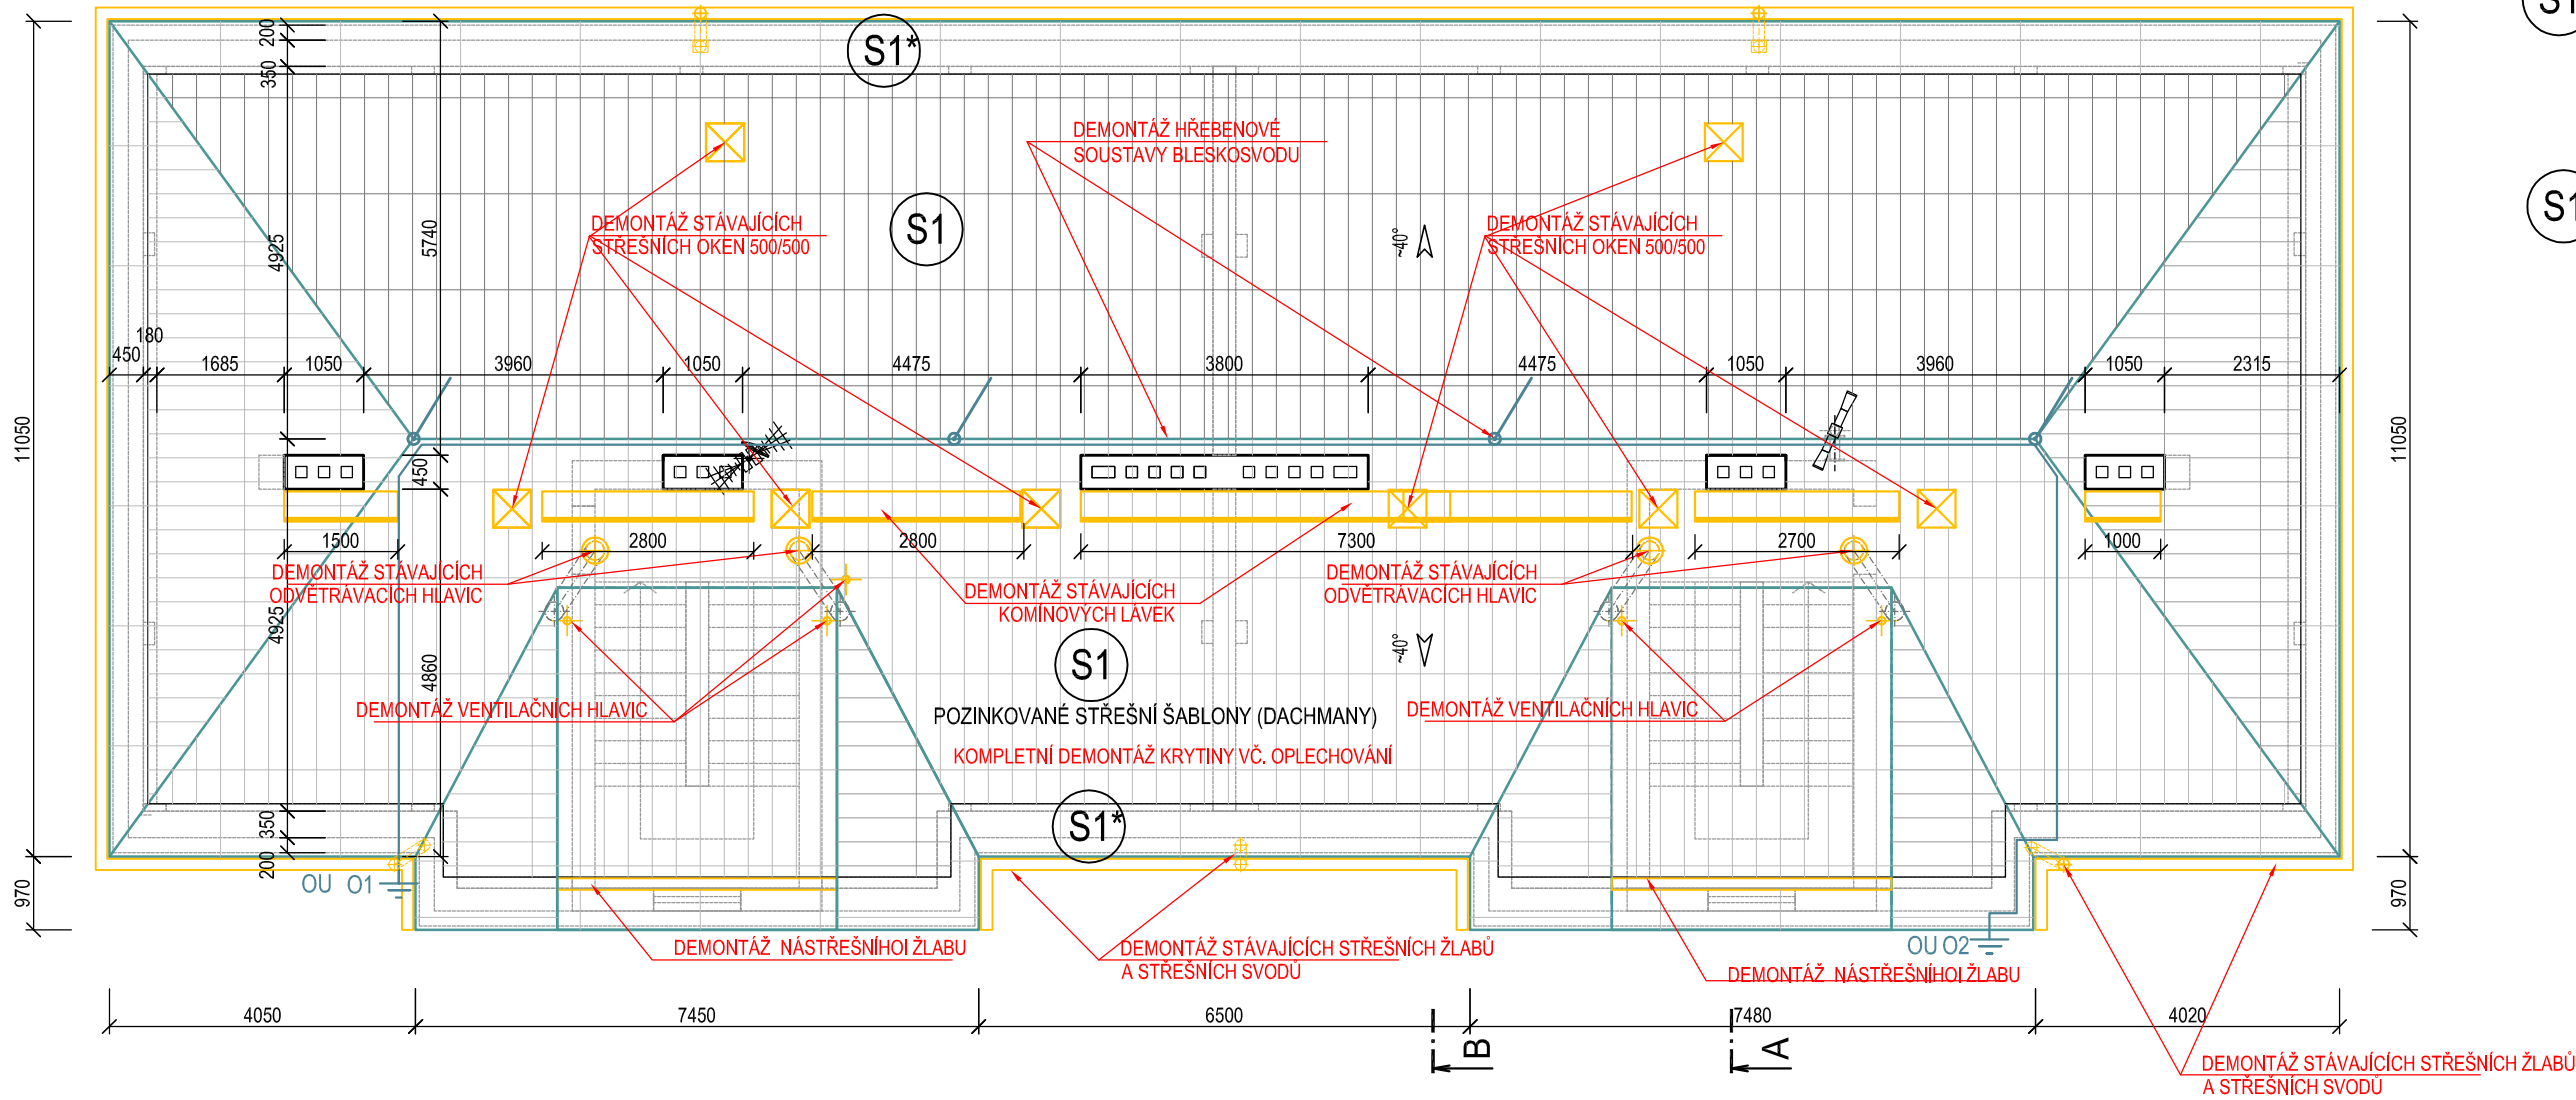 S1*
S1
200
350
DEMONTÁŽ HŘEBENOVÉ
SOUSTAVY BLESKOSVODU
S1
S1
DEMONTÁŽ STÁVAJÍCÍCH
STŘEŠNÍCH OKEN 500/500
DEMONTÁŽ STÁVAJÍCÍCH
STŘEŠNÍCH OKEN 500/500
4925
5740
~40°
180
450
1685
1050
3960
1050
4475
3800
4475
1050
3960
1050
2315
11050
11050
450
1500
2800
2800
7300
2700
1000
DEMONTÁŽ STÁVAJÍCÍCH
ODVĚTRÁVACÍCH HLAVIC
DEMONTÁŽ STÁVAJÍCÍCH
KOMÍNOVÝCH LÁVEK
DEMONTÁŽ STÁVAJÍCÍCH
ODVĚTRÁVACÍCH HLAVIC
4925
4860
S1
~40°
DEMONTÁŽ VENTILAČNÍCH HLAVIC
POZINKOVANÉ STŘEŠNÍ ŠABLONY (DACHMANY)
DEMONTÁŽ VENTILAČNÍCH HLAVIC
KOMPLETNÍ DEMONTÁŽ KRYTINY VČ. OPLECHOVÁNÍ
350
S1*
200
OU O1
970
970
DEMONTÁŽ NÁSTŘEŠNÍHOI ŽLABU
DEMONTÁŽ STÁVAJÍCÍCH STŘEŠNÍCH ŽLABŮ
A STŘEŠNÍCH SVODŮ
OU O2
DEMONTÁŽ NÁSTŘEŠNÍHOI ŽLABU
4050
7450
6500
7480
4020
B
A
DEMONTÁŽ STÁVAJÍCÍCH STŘEŠNÍCH ŽLABŮ
A STŘEŠNÍCH SVODŮ